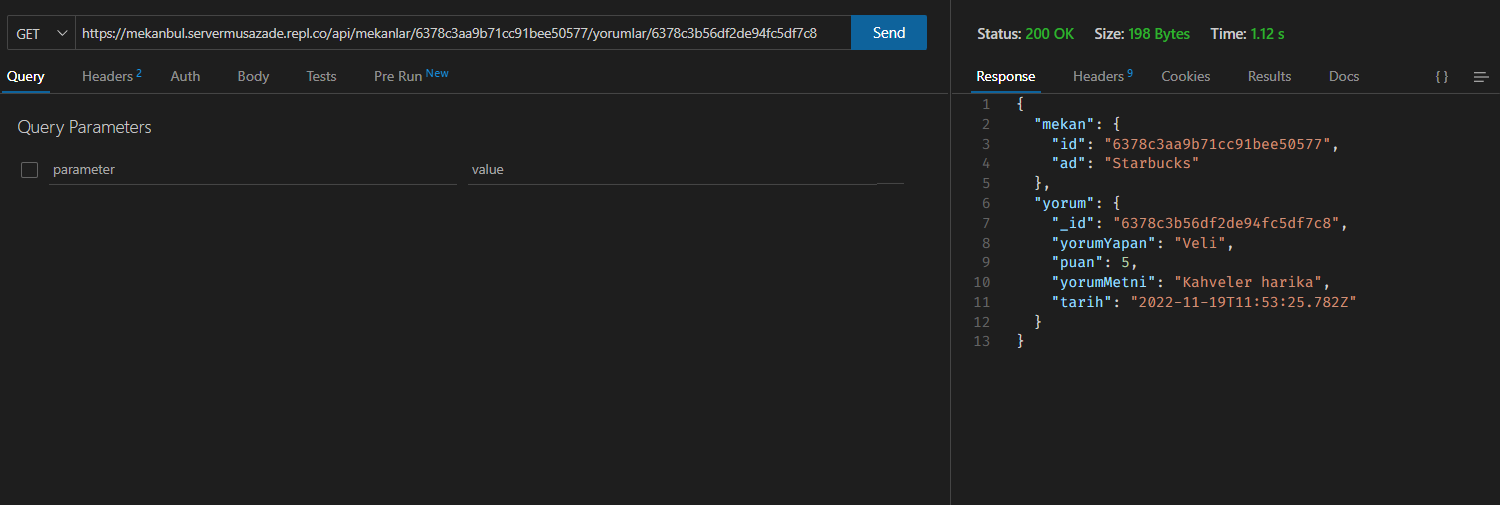 GET https://mekanbul.servermusazade.repl.co/api/mekanlar/6378c3aa9b71cc91bee50577/yorumlar/6378c3b56df2de94fc5df7c8 Send
Query Headers 2 Auth Body Tests Pre Run New
Query Parameters
parameter value
Status: 200 OK Size: 198 Bytes Time: 1.12 s
Response Headers 9 Cookies Results Docs { }
1 {
2 "mekan": {
3 "id": "6378c3aa9b71cc91bee50577",
4 "ad": "Starbucks"
5 },
6 "yorum": {
7 "_id": "6378c3b56df2de94fc5df7c8",
8 "yorumYapan": "Veli",
9 "puan": 5,
10 "yorumMetni": "Kahveler harika",
11 "tarih": "2022-11-19T11:53:25.782Z"
12 }
13 }